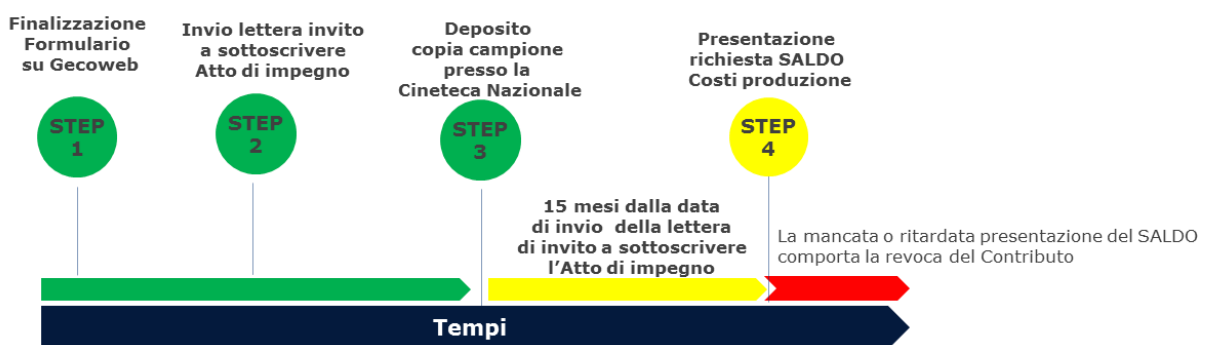 Finalizzazione
Formulario
su Gecoweb
Invio lettera invito
a sottoscrivere
Atto di impegno
Deposito
copia campione
presso la
Cineteca Nazionale
Presentazione
richiesta SALDO
Costi produzione
STEP
1
STEP
2
STEP
3
STEP
4
15 mesi dalla data
di invio della lettera
di invito a sottoscrivere
l’Atto di impegno
La mancata o ritardata presentazione del SALDO
comporta la revoca del Contributo
Tempi